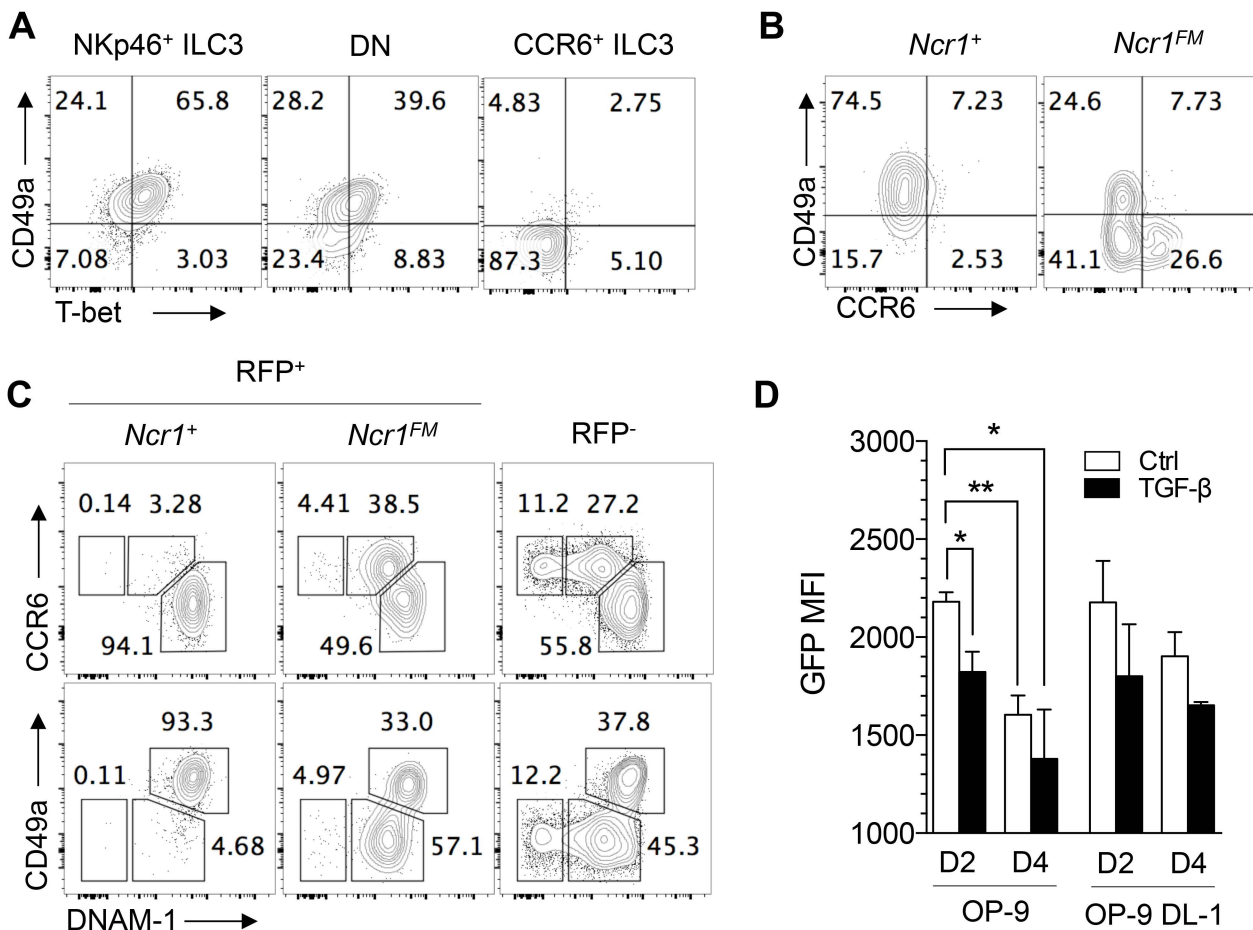 A
NKp46+ ILC3 DN CCR6+ ILC3
24.1 65.8 28.2 39.6 4.83 2.75
CD49a
7.08 3.03 23.4 8.83 87.3 5.10
T-bet
B
Ncr1+ Ncr1FM
74.5 7.23 24.6 7.73
CD49a
15.7 2.53 41.1 26.6
CCR6
C
RFP+
Ncr1+ Ncr1FM RFP-
0.14 3.28 4.41 38.5 11.2 27.2
CCR6
94.1 49.6 55.8
93.3 33.0 37.8
0.11 4.97 12.2
CD49a
4.68 57.1 45.3
DNAM-1
D
3000
2500
2000
1500
1000
GFP MFI
*
**
*
Ctrl
TGF-β
D2 D4 D2 D4
OP-9 OP-9 DL-1